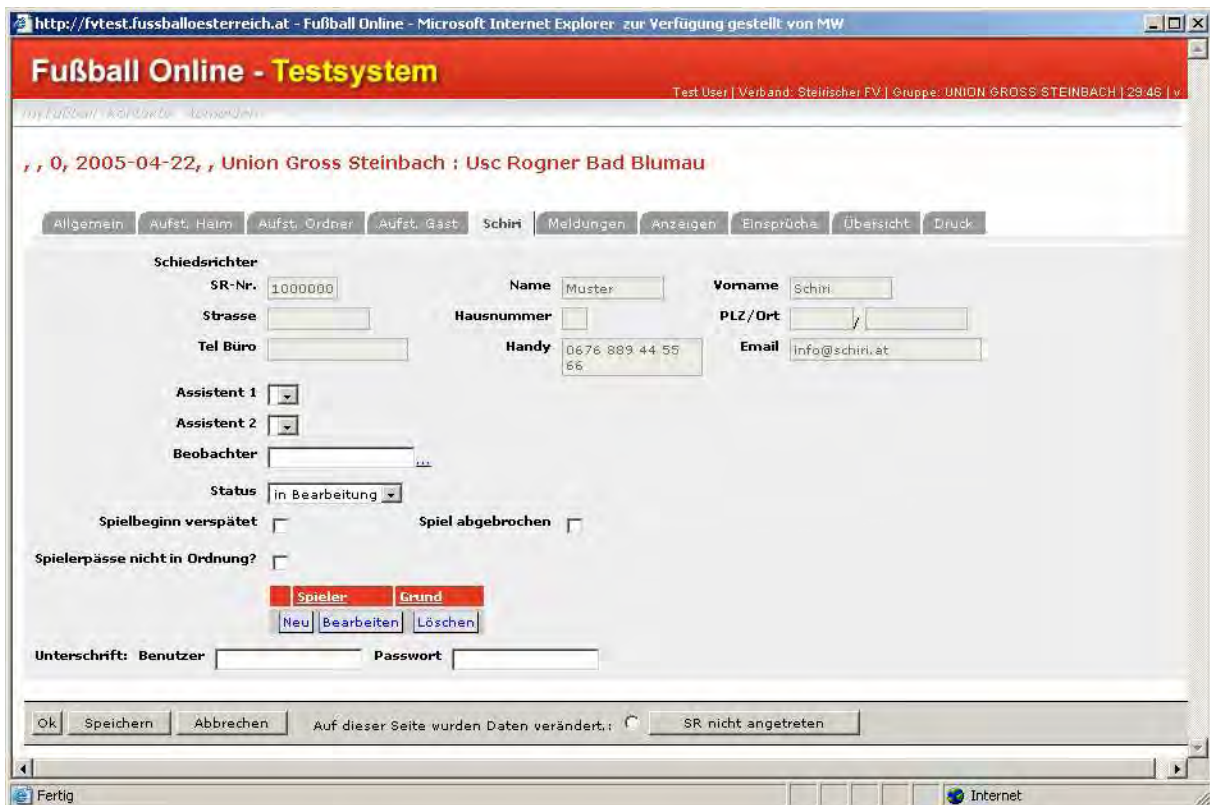 http://fvtest.fussballoesterreich.at - Fußball Online - Microsoft Internet Explorer zur Verfügung gestellt von MW
Fußball Online - Testsystem
Test User | Verband: Steirischer FV | Gruppe: UNION GROSS STEINBACH | 29:46 | v
myFußball Kontakte Abmelden
, , 0, 2005-04-22, , Union Gross Steinbach : Usc Rogner Bad Blumau
Allgemein Aufst. Heim Aufst. Ordner Aufst. Gast Schiri Meldungen Anzeigen Einsprüche Übersicht Druck
Schiedsrichter
SR-Nr. 1000000 Name Muster Vorname Schiri
Strasse Hausnummer PLZ/Ort /
Tel Büro Handy 0676 889 44 55 66 Email info@schiri.at
Assistent 1
Assistent 2
Beobachter ...
Status in Bearbeitung
Spielbeginn verspätet Spiel abgebrochen
Spielerpässe nicht in Ordnung?
Spieler Grund
Neu Bearbeiten Löschen
Unterschrift: Benutzer Passwort
Ok Speichern Abbrechen Auf dieser Seite wurden Daten verändert.: SR nicht angetreten
Fertig Internet